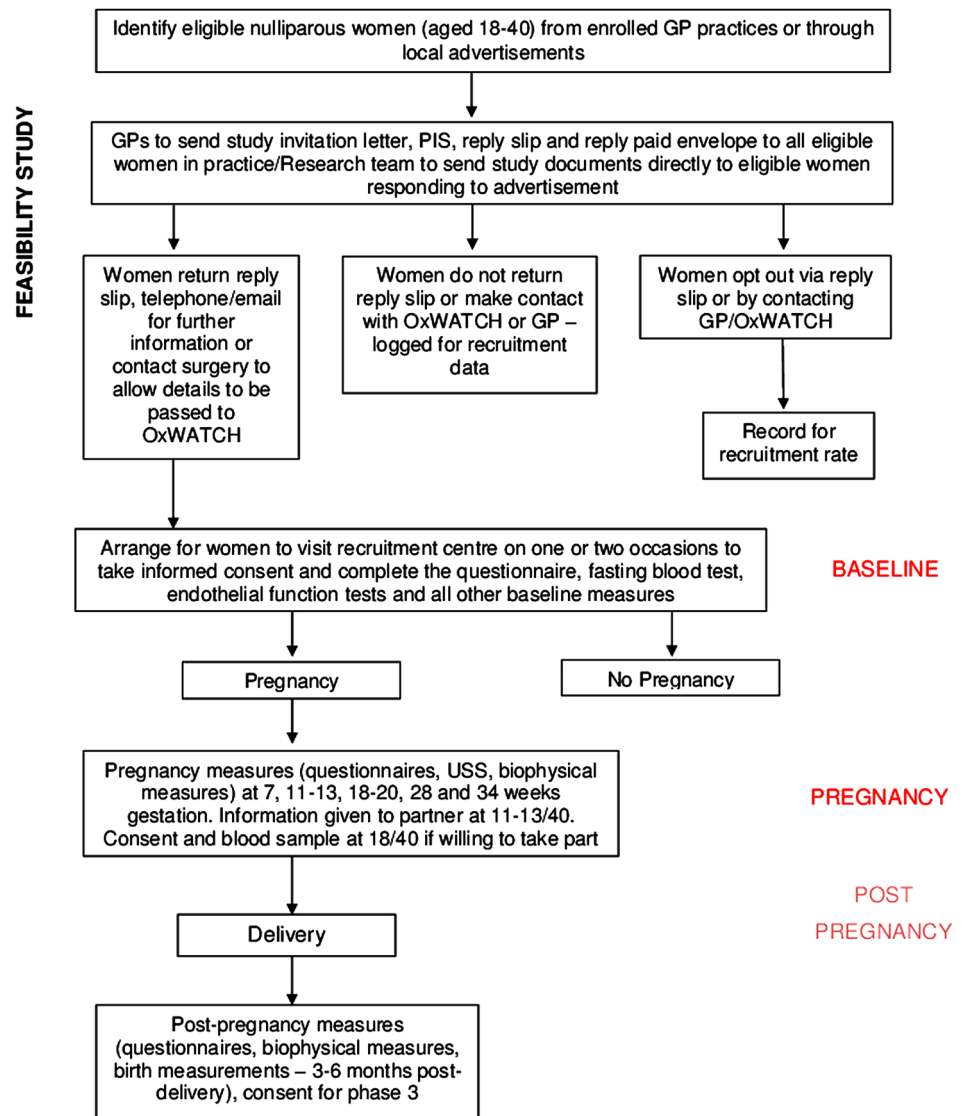 Identify eligible nulliparous women (aged 18-40) from enrolled GP practices or through
local advertisements
FEASIBILITY STUDY
GPs to send study invitation letter, PIS, reply slip and reply paid envelope to all eligible
women in practice/Research team to send study documents directly to eligible women
responding to advertisement
Women return reply
slip, telephone/email
for further
information or
contact surgery to
allow details to be
passed to
OxWATCH
Women do not return
reply slip or make contact
with OxWATCH or GP –
logged for recruitment
data
Women opt out via reply
slip or by contacting
GP/OxWATCH
Record for
recruitment rate
Arrange for women to visit recruitment centre on one or two occasions to
take informed consent and complete the questionnaire, fasting blood test,
endothelial function tests and all other baseline measures
BASELINE
Pregnancy
No Pregnancy
Pregnancy measures (questionnaires, USS, biophysical
measures) at 7, 11-13, 18-20, 28 and 34 weeks
gestation. Information given to partner at 11-13/40.
Consent and blood sample at 18/40 if willing to take part
PREGNANCY
POST
PREGNANCY
Delivery
Post-pregnancy measures
(questionnaires, biophysical measures,
birth measurements – 3-6 months post-
delivery), consent for phase 3